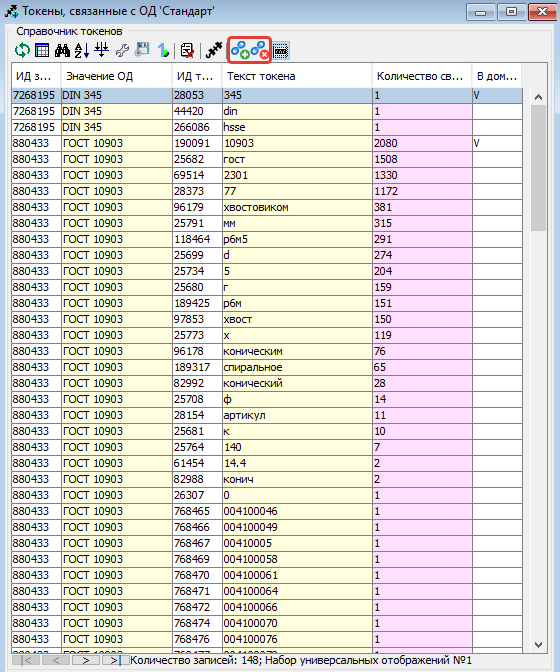 Токены, связанные с ОД 'Стандарт'
Справочник токенов
ИД з... Значение ОД ИД т... Текст токена Количество св... В дом...
7268195 DIN 345 28053 345 1 V
7268195 DIN 345 44420 din 1
7268195 DIN 345 266086 hsse 1
880433 ГОСТ 10903 190091 10903 2080 V
880433 ГОСТ 10903 25682 гост 1508
880433 ГОСТ 10903 69514 2301 1330
880433 ГОСТ 10903 28373 77 1172
880433 ГОСТ 10903 96179 хвостовиком 381
880433 ГОСТ 10903 25791 мм 315
880433 ГОСТ 10903 118464 р6м5 291
880433 ГОСТ 10903 25699 d 274
880433 ГОСТ 10903 25734 5 204
880433 ГОСТ 10903 25680 г 159
880433 ГОСТ 10903 189425 р6м 151
880433 ГОСТ 10903 97853 хвост 150
880433 ГОСТ 10903 25773 х 119
880433 ГОСТ 10903 96178 коническим 76
880433 ГОСТ 10903 189317 спиральное 65
880433 ГОСТ 10903 82992 конический 28
880433 ГОСТ 10903 25708 ф 14
880433 ГОСТ 10903 28154 артикул 11
880433 ГОСТ 10903 25681 к 10
880433 ГОСТ 10903 25764 140 7
880433 ГОСТ 10903 61454 14.4 2
880433 ГОСТ 10903 82988 конич 2
880433 ГОСТ 10903 26307 0 1
880433 ГОСТ 10903 768465 004100046 1
880433 ГОСТ 10903 768466 004100049 1
880433 ГОСТ 10903 768467 00410005 1
880433 ГОСТ 10903 768469 004100058 1
880433 ГОСТ 10903 768470 004100061 1
880433 ГОСТ 10903 768471 004100064 1
880433 ГОСТ 10903 768472 004100066 1
880433 ГОСТ 10903 768474 004100070 1
880433 ГОСТ 10903 768476 004100076 1
880433 ГОСТ 10903 768477 004100079 1
Количество записей: 148; Набор универсальных отображений №1